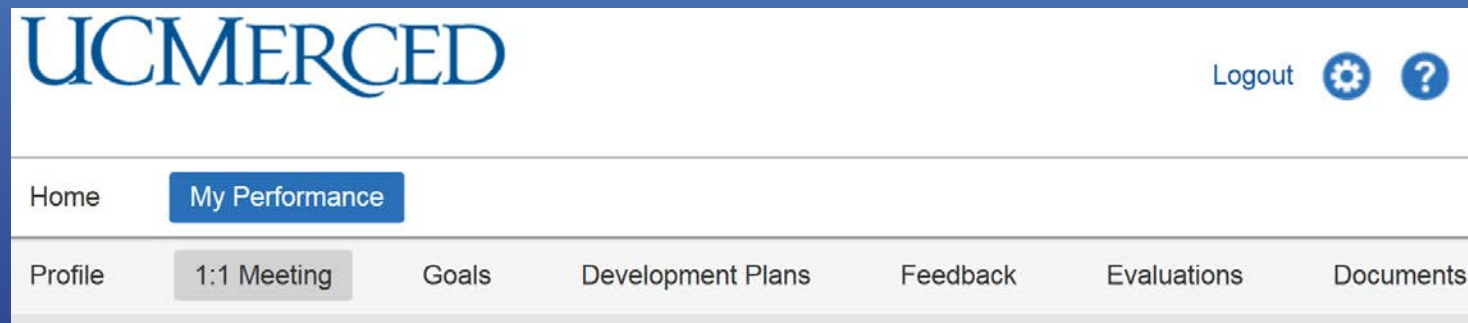 UCMERCED
Logout ?
Home My Performance
Profile 1:1 Meeting Goals Development Plans Feedback Evaluations Documents